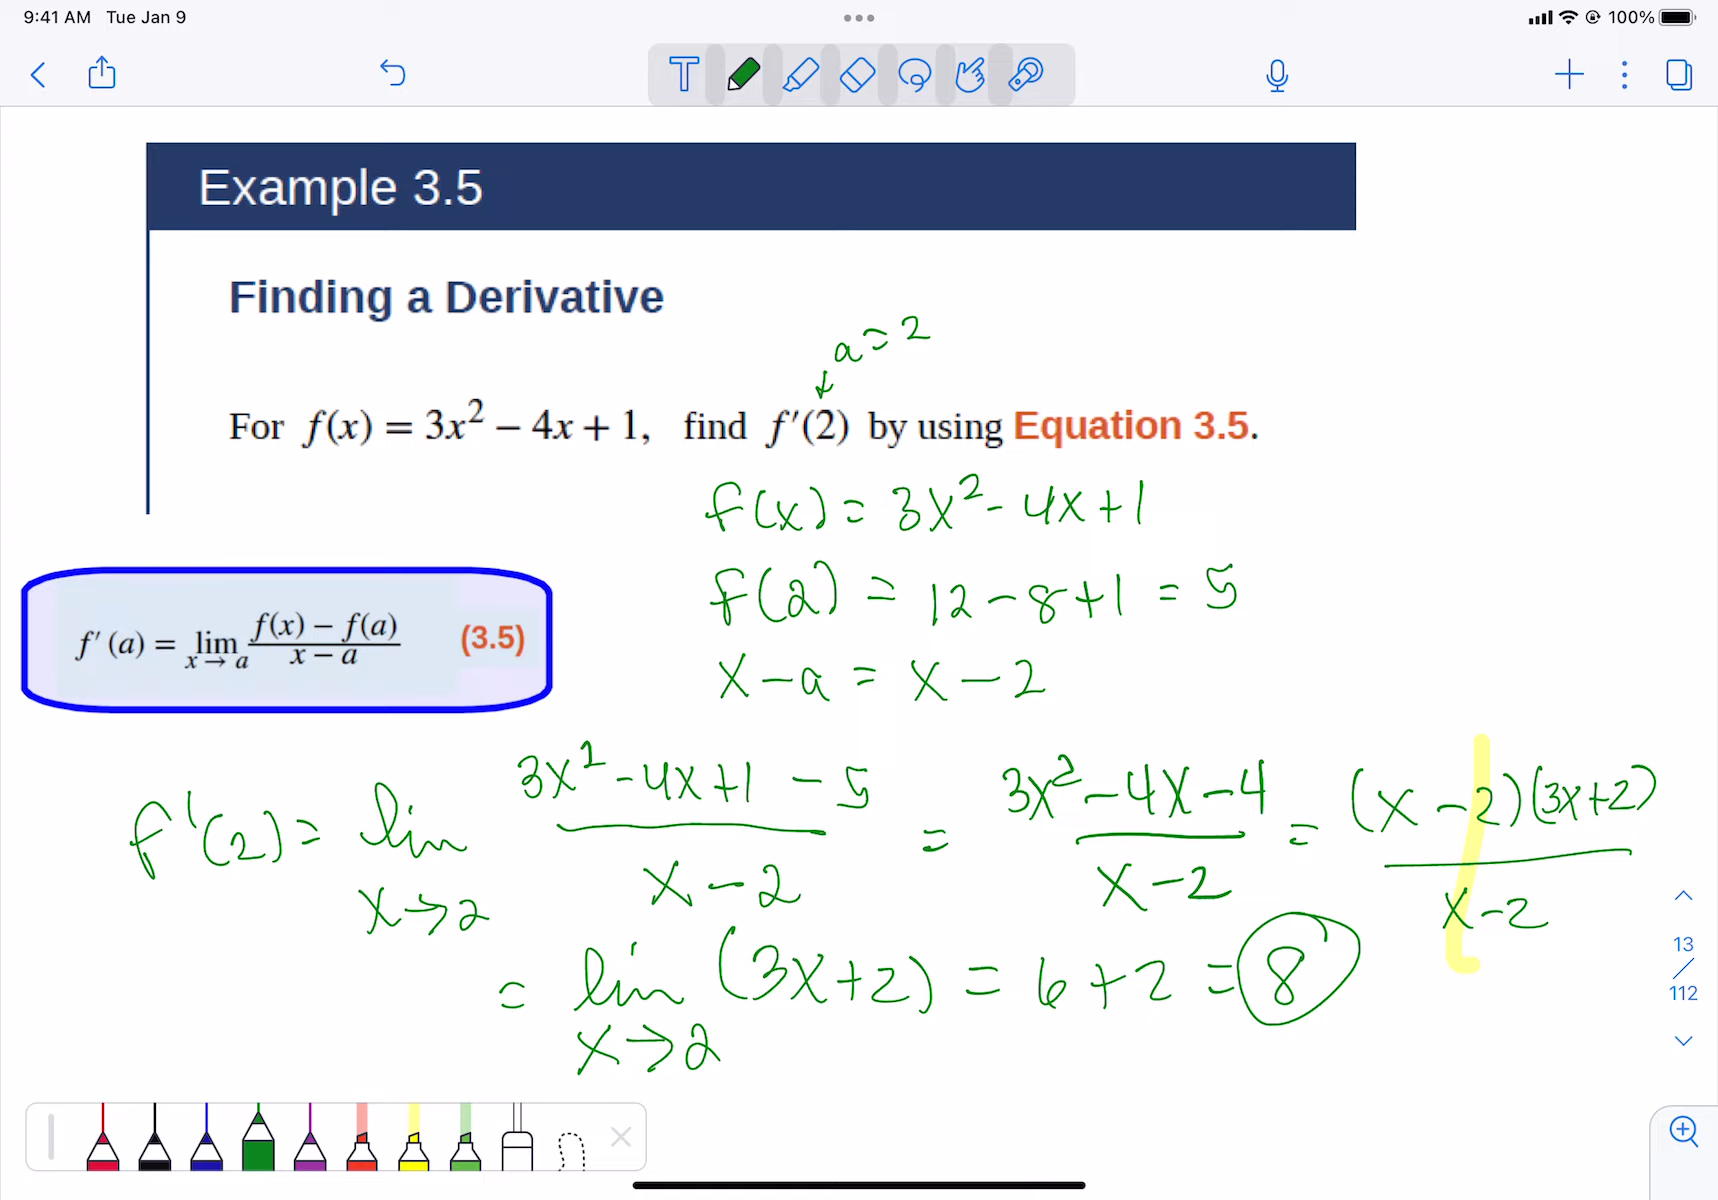 9:41 AM Tue Jan 9
100%
Example 3.5
Finding a Derivative
a = 2
For f(x) = 3x² − 4x + 1, find f′(2) by using Equation 3.5.
f(x) = 3x² - 4x + 1
f(2) = 12 - 8 + 1 = 5
x - a = x - 2
f′(a) = lim x→a (f(x) − f(a))/(x − a) (3.5)
f'(2) = lim x→2 (3x² - 4x + 1 - 5)/(x - 2) = (3x² - 4x - 4)/(x - 2) = ((x - 2)(3x + 2))/(x - 2)
= lim x→2 (3x + 2) = 6 + 2 = 8
13
/
112